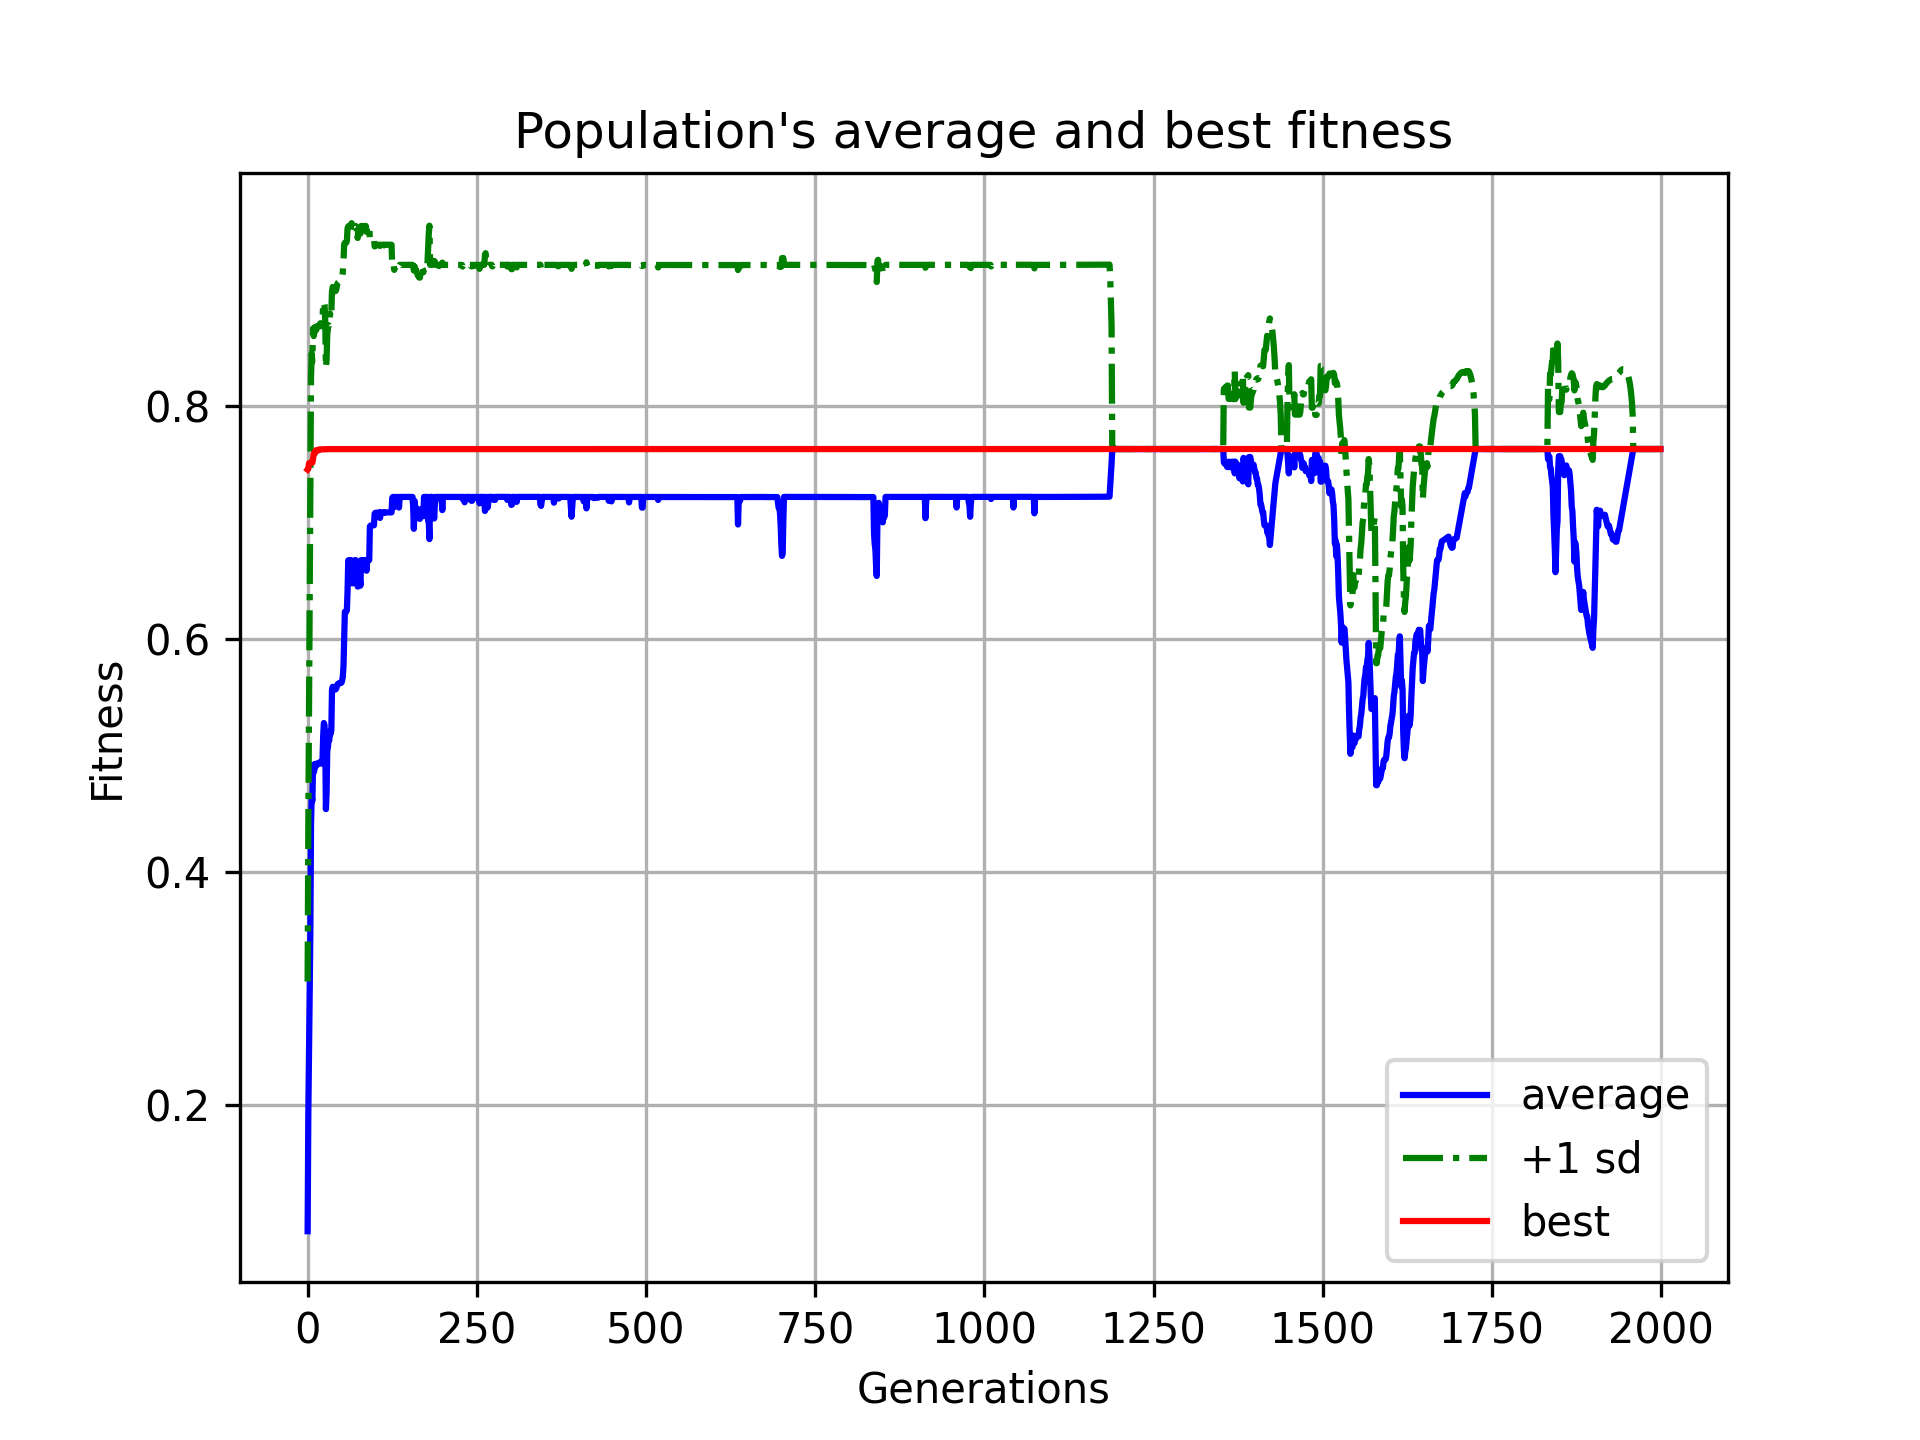 Population's average and best fitness
Fitness
0.8
0.6
0.4
0.2
0 250 500 750 1000 1250 1500 1750 2000
Generations
average
+1 sd
best